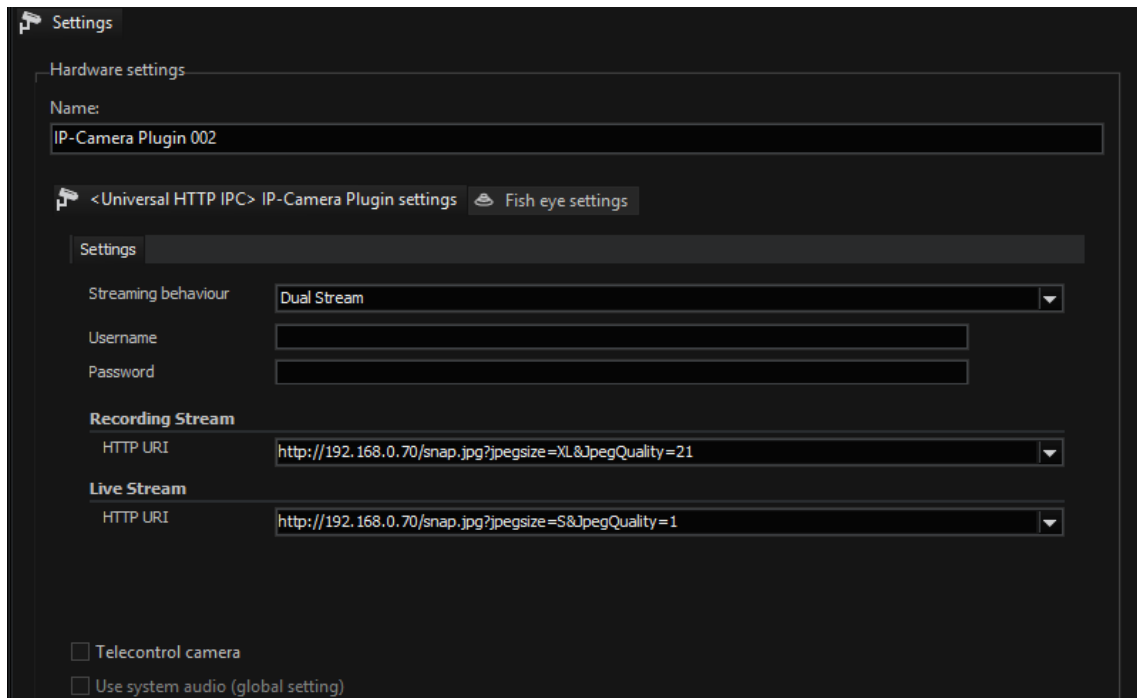 Settings
Hardware settings
Name:
IP-Camera Plugin 002
<Universal HTTP IPC> IP-Camera Plugin settings Fish eye settings
Settings
Streaming behaviour Dual Stream
Username
Password
Recording Stream
HTTP URI http://192.168.0.70/snap.jpg?jpegsize=XL&JpegQuality=21
Live Stream
HTTP URI http://192.168.0.70/snap.jpg?jpegsize=S&JpegQuality=1
Telecontrol camera
Use system audio (global setting)